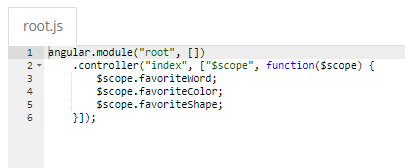 root.js
1 angular.module("root", [])
2     .controller("index", ["$scope", function($scope) {
3         $scope.favoriteWord;
4         $scope.favoriteColor;
5         $scope.favoriteShape;
6     }]);